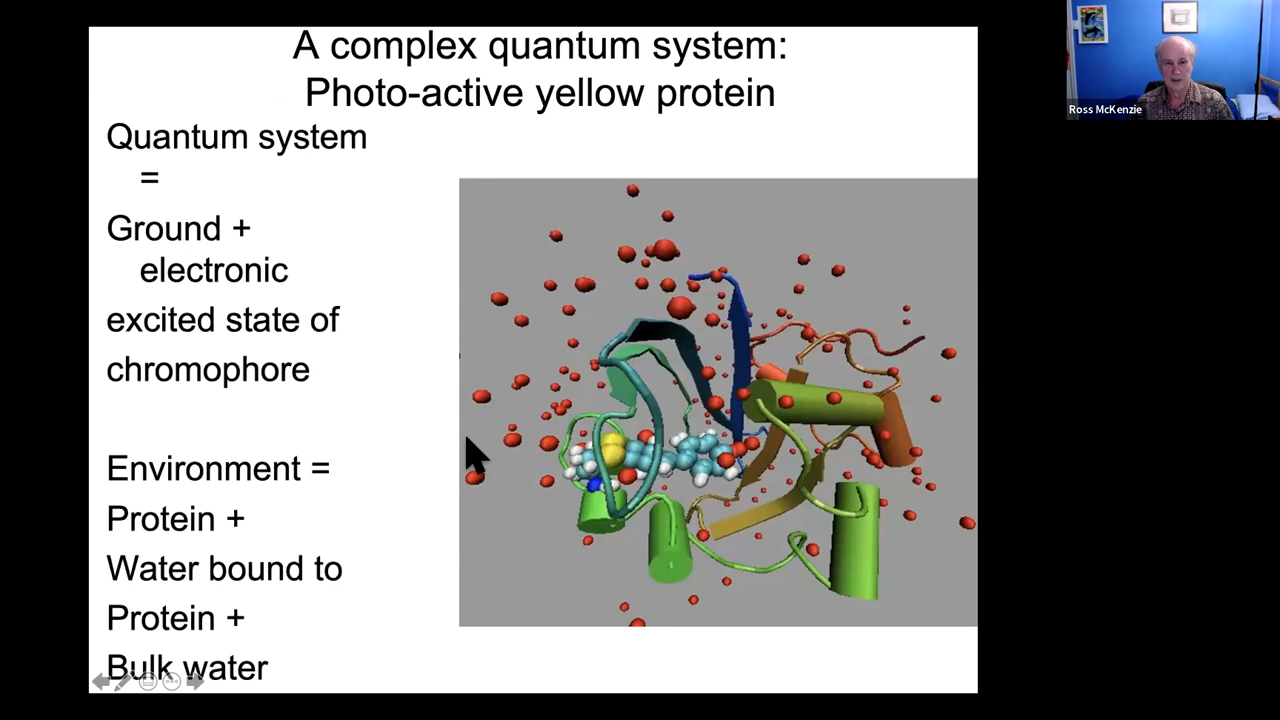 A complex quantum system:
Photo-active yellow protein
Quantum system
=
Ground +
electronic
excited state of
chromophore
Environment =
Protein +
Water bound to
Protein +
Bulk water
Ross McKenzie